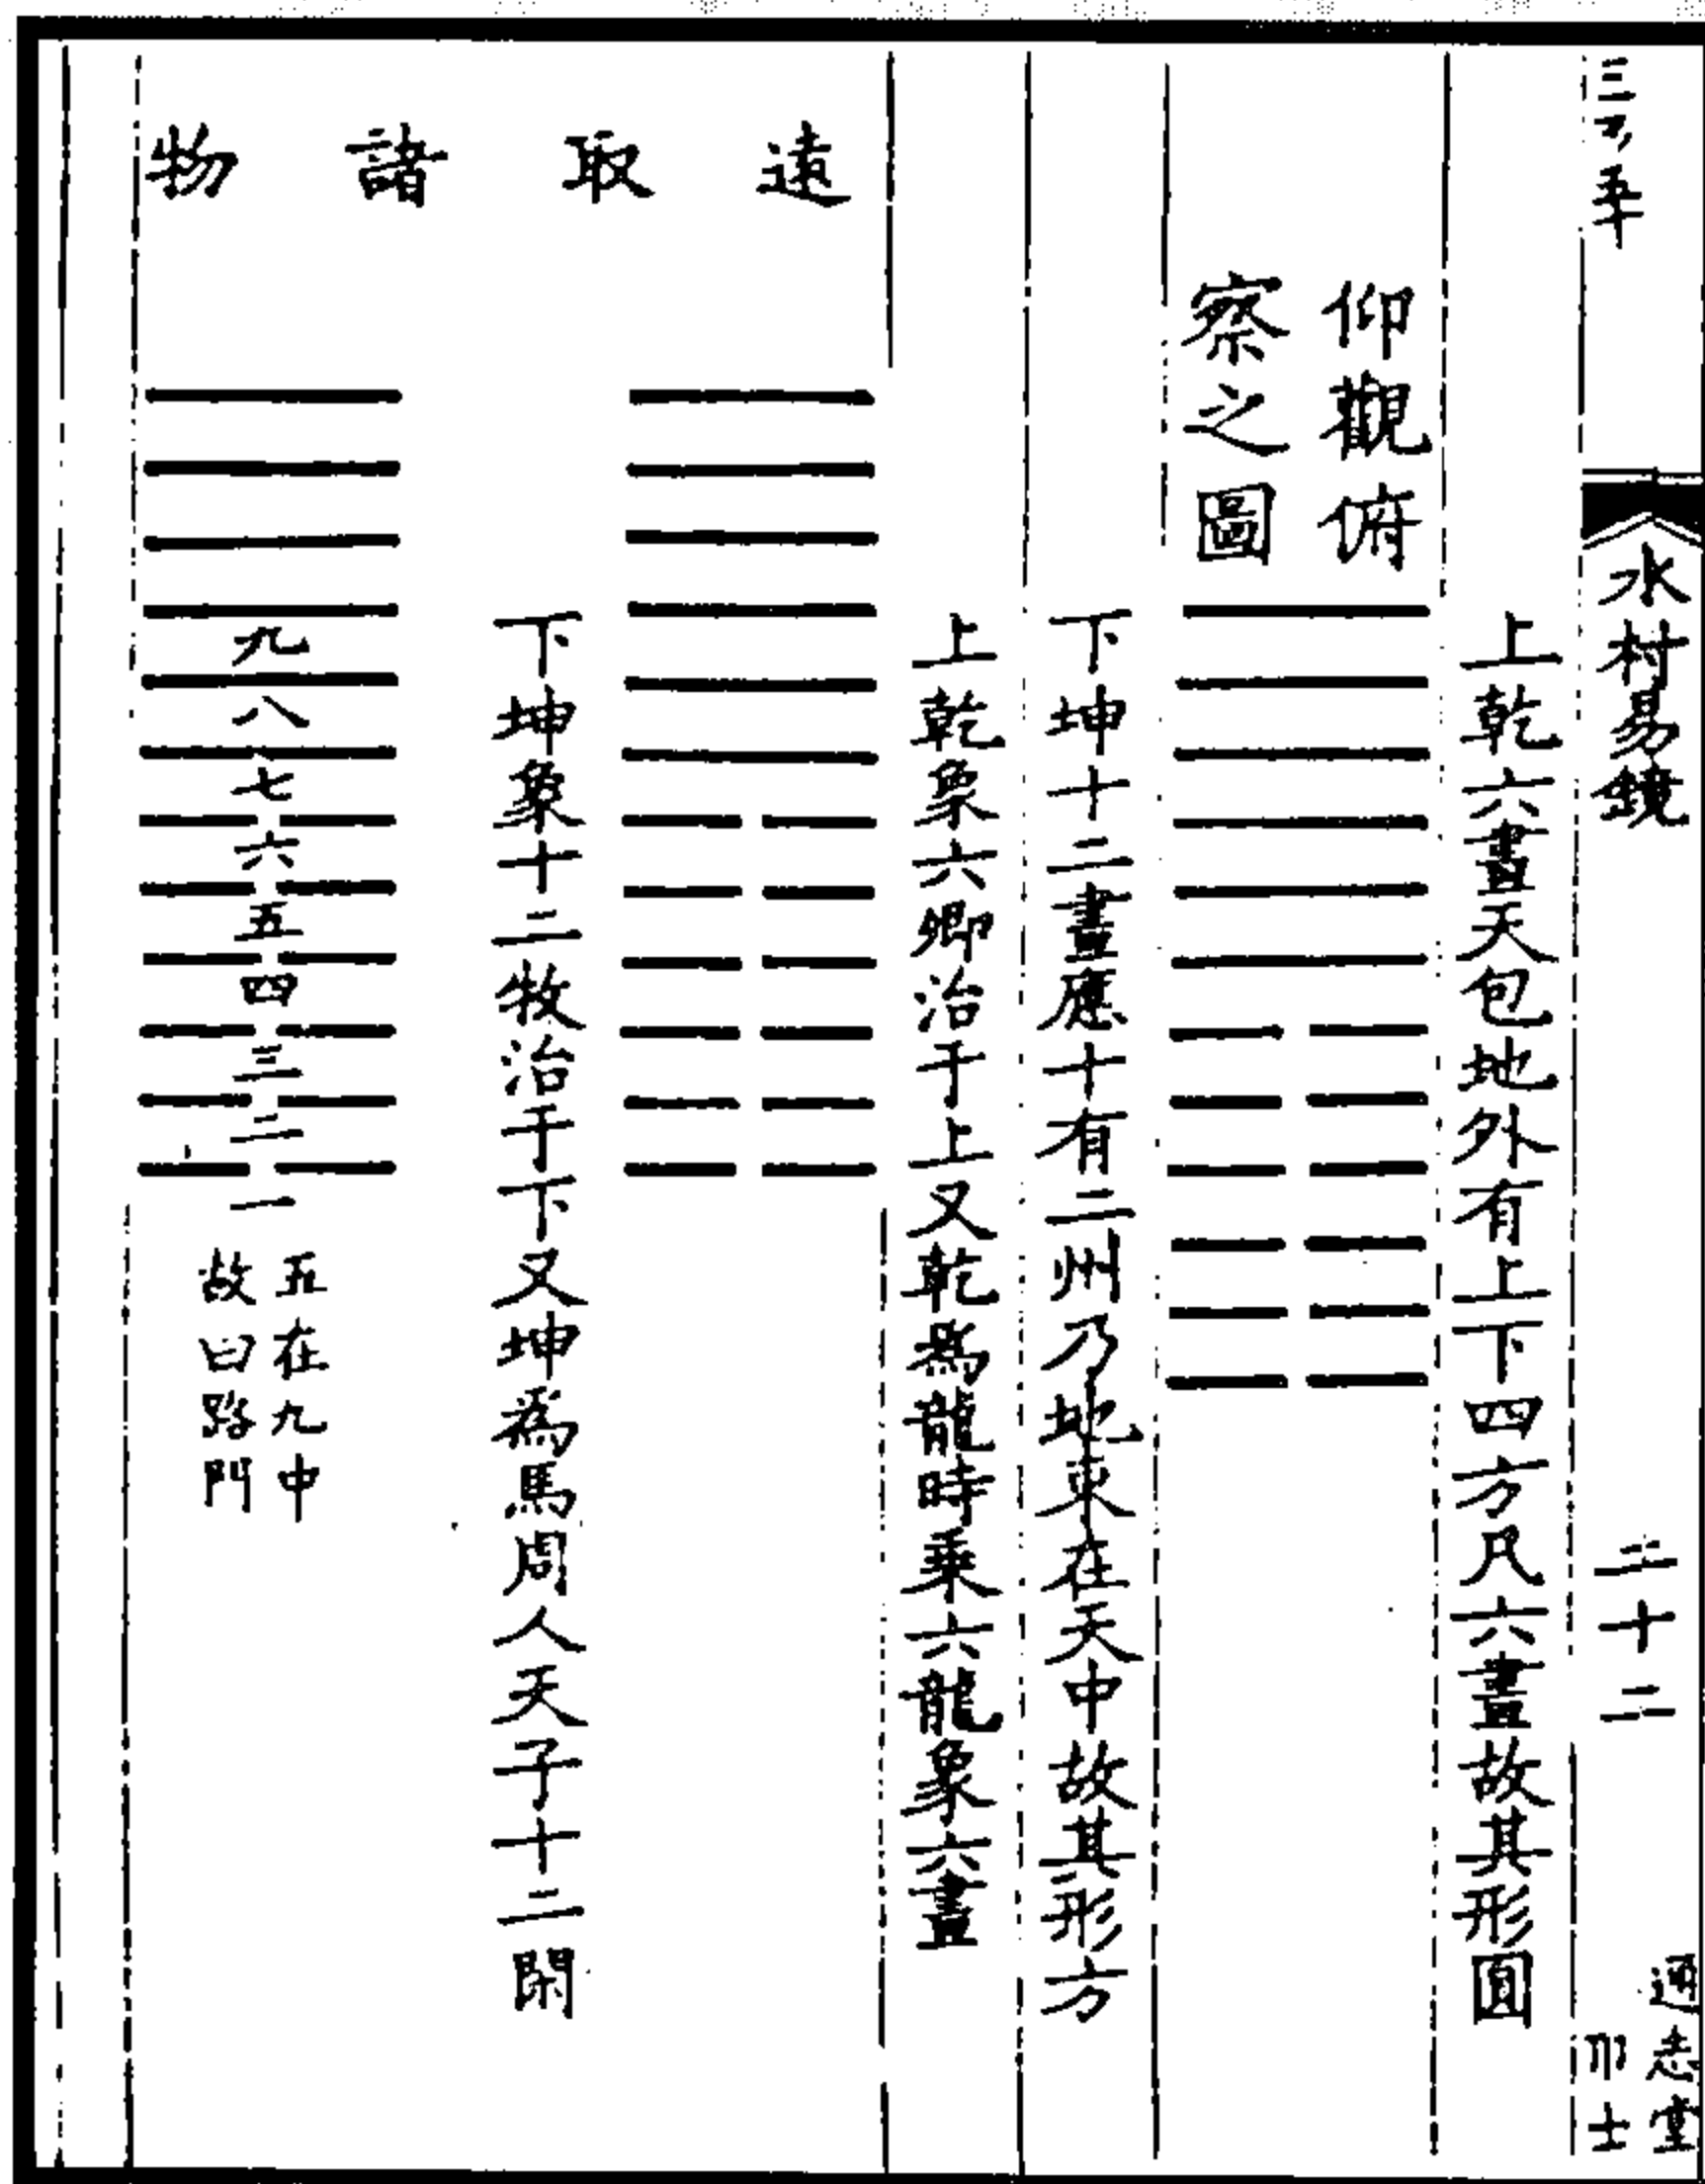 水村易鏡
三十二
通志堂
上乾六畫天包地外有上下四方凡六畫故其形圓
仰觀俯
察之圖
下坤十二畫應十有二州乃地東在天中故其形方
上乾象六卿治于上又乾為龍時乘六龍象六畫
遠取諸物
下坤象十二牧治于下又坤為馬周人天子十二閑
九
八
七
六
五
四
三
二
一
五在九中
故曰路門